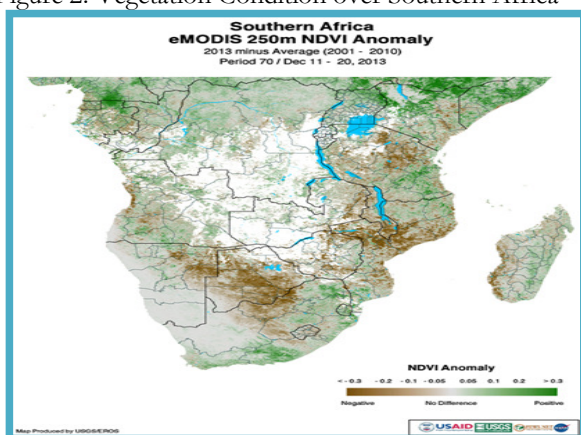 Figure 2. Vegetation Condition over Southern Africa
Southern Africa
eMODIS 250m NDVI Anomaly
2013 minus Average (2001 - 2010)
Period 70 / Dec 11 - 20, 2013
NDVI Anomaly
< -0.3 -0.2 -0.1 -0.05 0.05 0.1 0.2 > 0.3
Negative No Difference Positive
Map Produced by USGS/EROS
USAID USGS